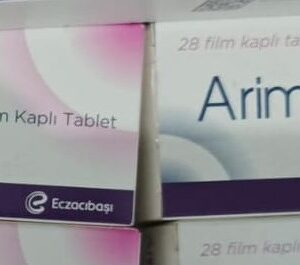 m Kaplı Tablet
Eczacıbaşı
28 film kaplı ta
Arim
28 film kaplı